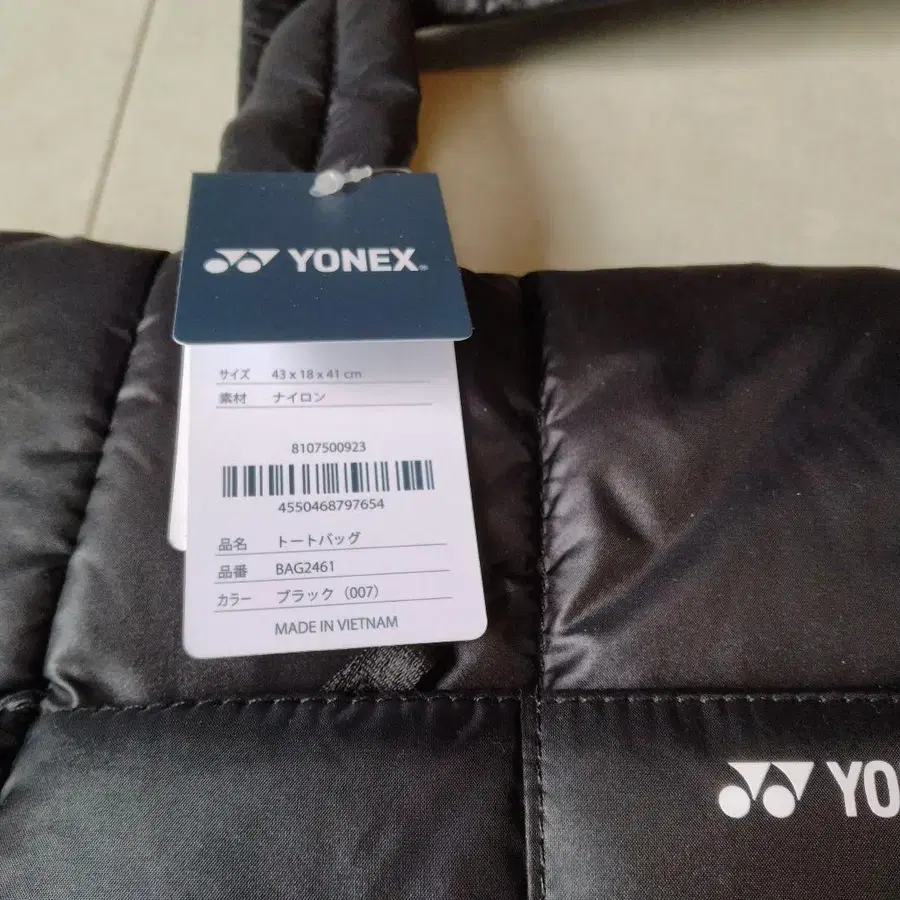 YONEX®
サイズ 43 x 18 x 41 cm
素材 ナイロン
8107500923
4550468797654
品名 トートバッグ
品番 BAG2461
カラー ブラック（007）
MADE IN VIETNAM
YO